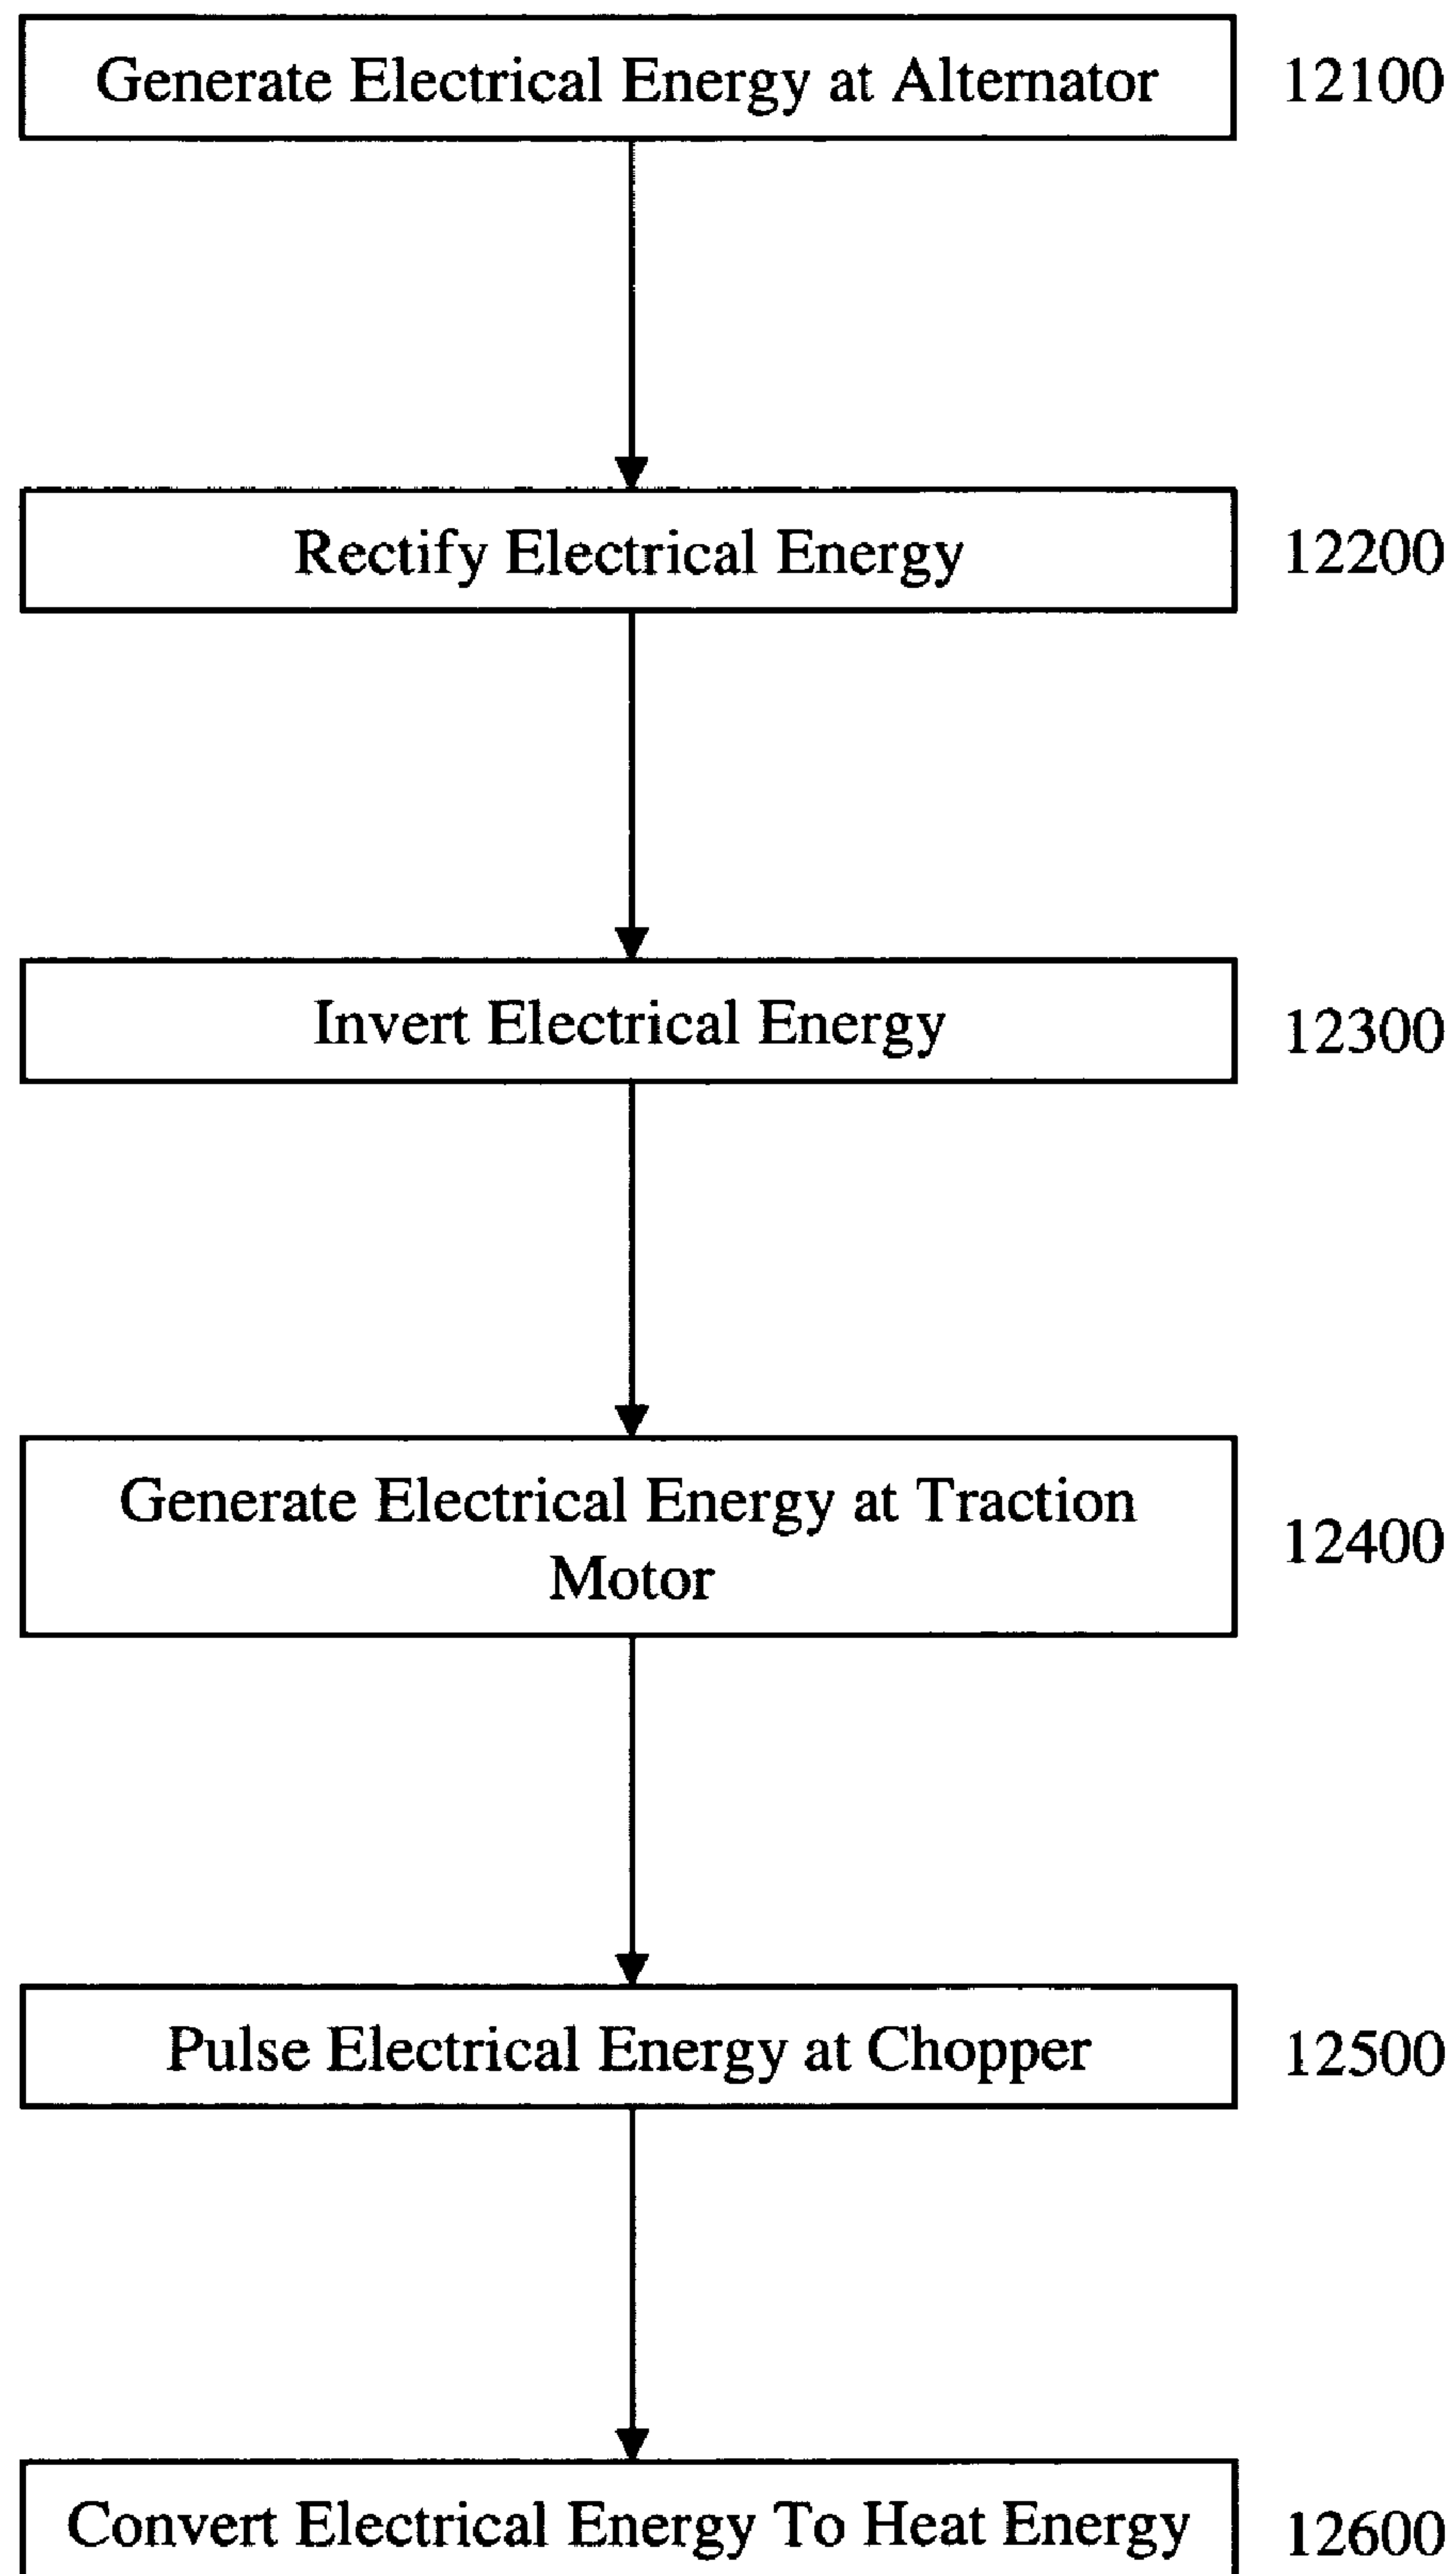 Generate Electrical Energy at Alternator 12100
Rectify Electrical Energy 12200
Invert Electrical Energy 12300
Generate Electrical Energy at Traction
Motor
12400
Pulse Electrical Energy at Chopper 12500
Convert Electrical Energy To Heat Energy 12600